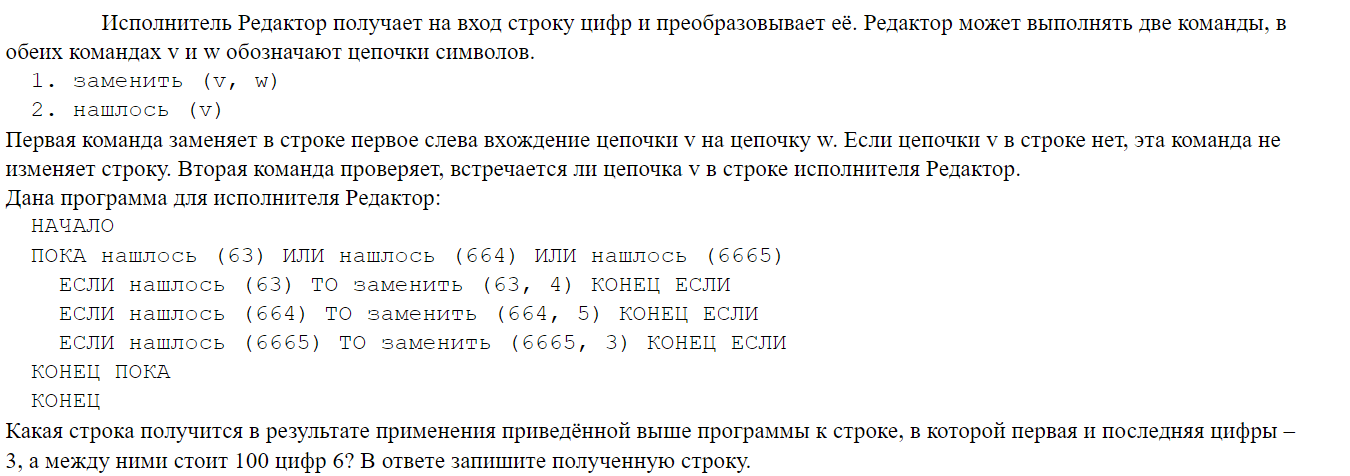 Исполнитель Редактор получает на вход строку цифр и преобразовывает её. Редактор может выполнять две команды, в
обеих командах v и w обозначают цепочки символов.
1. заменить (v, w)
2. нашлось (v)
Первая команда заменяет в строке первое слева вхождение цепочки v на цепочку w. Если цепочки v в строке нет, эта команда не
изменяет строку. Вторая команда проверяет, встречается ли цепочка v в строке исполнителя Редактор.
Дана программа для исполнителя Редактор:
НАЧАЛО
ПОКА нашлось (63) ИЛИ нашлось (664) ИЛИ нашлось (6665)
ЕСЛИ нашлось (63) ТО заменить (63, 4) КОНЕЦ ЕСЛИ
ЕСЛИ нашлось (664) ТО заменить (664, 5) КОНЕЦ ЕСЛИ
ЕСЛИ нашлось (6665) ТО заменить (6665, 3) КОНЕЦ ЕСЛИ
КОНЕЦ ПОКА
КОНЕЦ
Какая строка получится в результате применения приведённой выше программы к строке, в которой первая и последняя цифры –
3, а между ними стоит 100 цифр 6? В ответе запишите полученную строку.